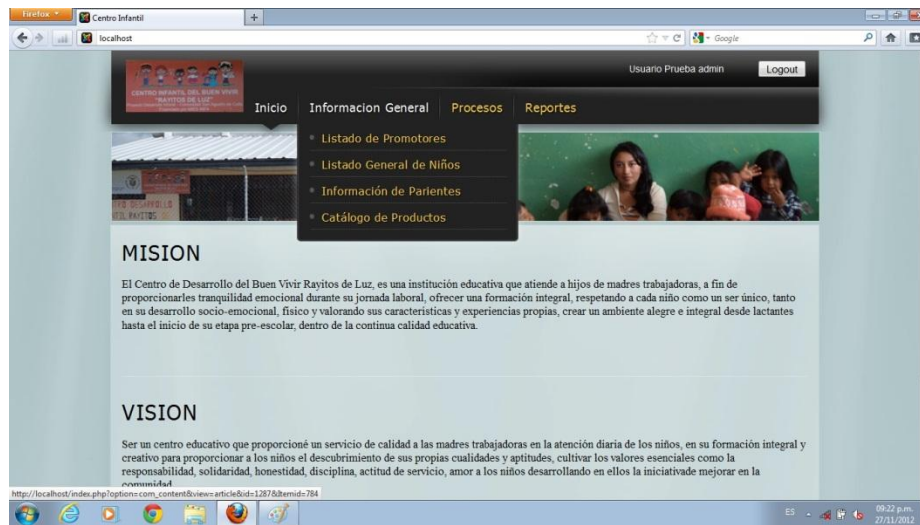 Firefox
Centro Infantil
localhost
Google
Usuario Prueba admin
Logout
CENTRO INFANTIL DEL BUEN VIVIR
"RAYITOS DE LUZ"
Inicio
Informacion General
Procesos
Reportes
Listado de Promotores
Listado General de Niños
Información de Parientes
Catálogo de Productos
MISION
El Centro de Desarrollo del Buen Vivir Rayitos de Luz, es una institución educativa que atiende a hijos de madres trabajadoras, a fin de
proporcionarles tranquilidad emocional durante su jornada laboral, ofrecer una formación integral, respetando a cada niño como un ser único, tanto
en su desarrollo socio-emocional, físico y valorando sus características y experiencias propias, crear un ambiente alegre e integral desde lactantes
hasta el inicio de su etapa pre-escolar, dentro de la continua calidad educativa.
VISION
Ser un centro educativo que proporcioné un servicio de calidad a las madres trabajadoras en la atención diaria de los niños, en su formación integral y
creativo para proporcionar a los niños el descubrimiento de sus propias cualidades y aptitudes, cultivar los valores esenciales como la
responsabilidad, solidaridad, honestidad, disciplina, actitud de servicio, amor a los niños desarrollando en ellos la iniciativade mejorar en la
comunidad
http://localhost/index.php?option=com_content&view=article&id=1287&Itemid=784
ES
09:22 p.m.
27/11/2012